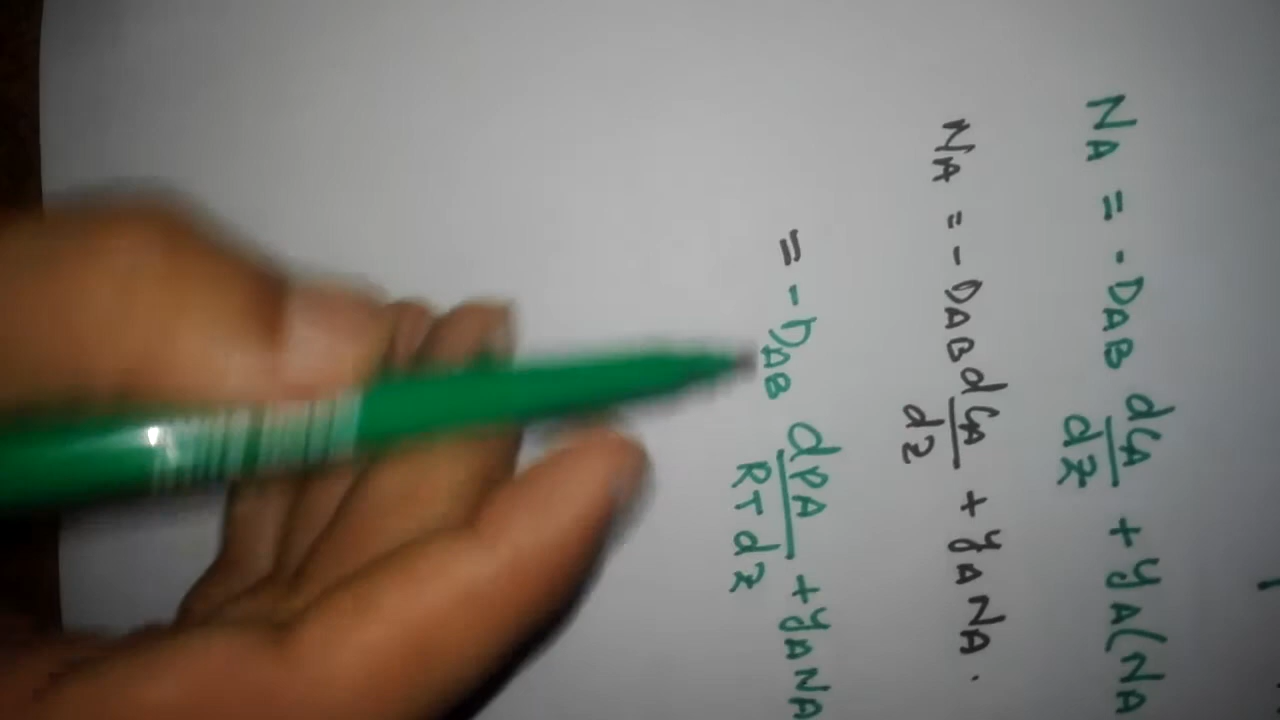 NA = -DAB dCA/dz + yA(NA
NA = -DAB dCA/dz + yANA.
= -DAB dPA/RTdz + yANA